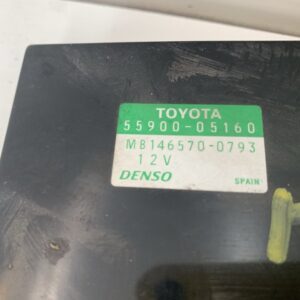 TOYOTA
55900-05160
MB146570-0793
12V
DENSO SPAIN